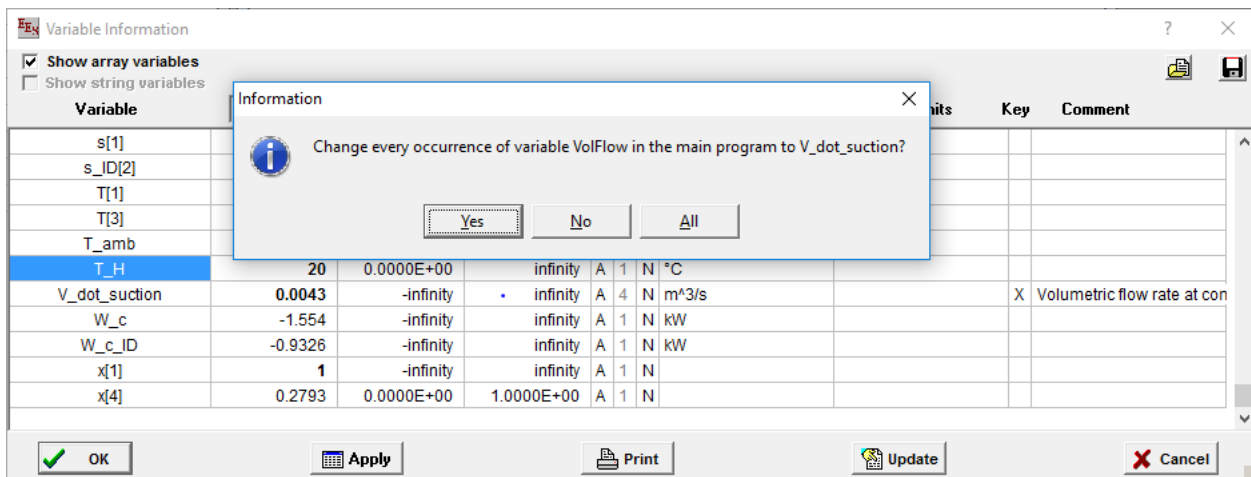 EES Variable Information ?
Show array variables
Show string variables
Variable Key Comment
Information
Change every occurrence of variable VolFlow in the main program to V_dot_suction?
Yes No All
s[1]
s_ID[2]
T[1]
T[3]
T_amb
T_H 20 0.0000E+00 infinity A 1 N °C
V_dot_suction 0.0043 -infinity infinity A 4 N m^3/s X Volumetric flow rate at con
W_c -1.554 -infinity infinity A 1 N kW
W_c_ID -0.9326 -infinity infinity A 1 N kW
x[1] 1 -infinity infinity A 1 N
x[4] 0.2793 0.0000E+00 1.0000E+00 A 1 N
OK Apply Print Update Cancel